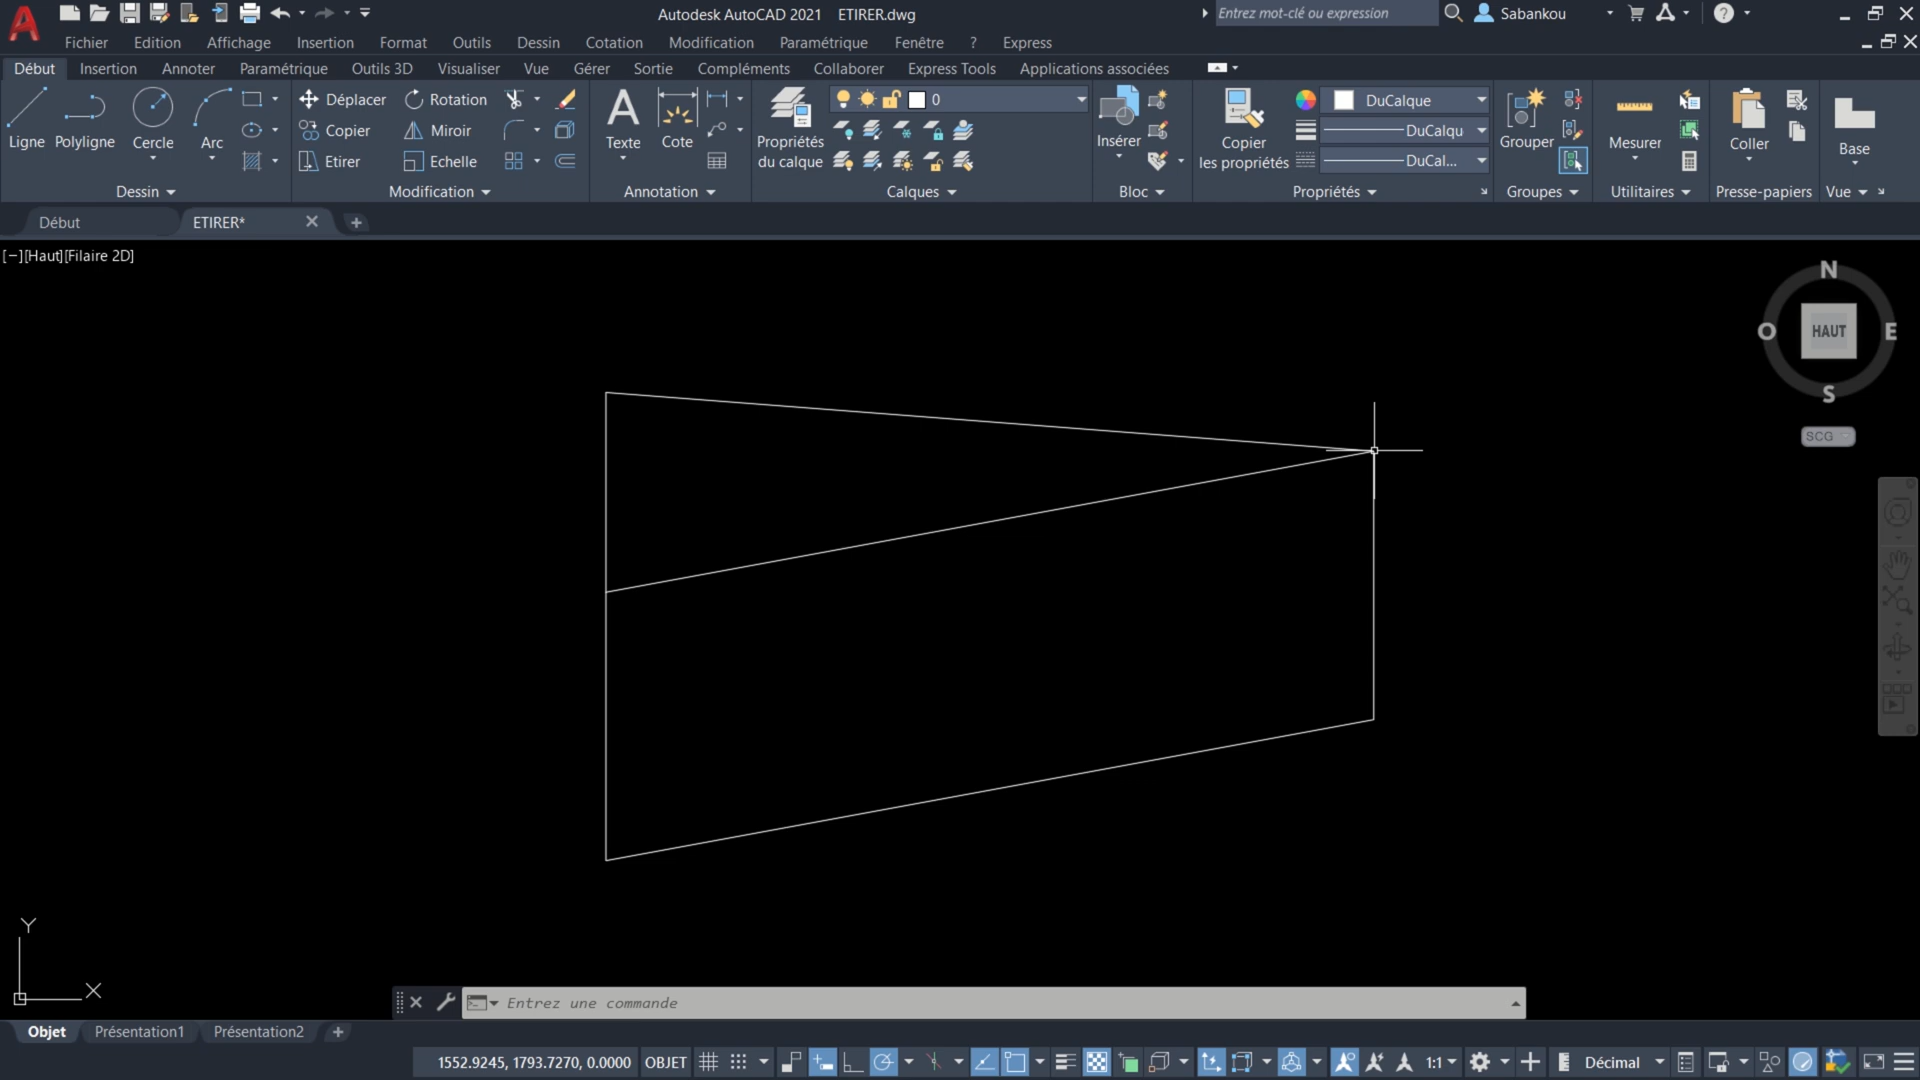 Autodesk AutoCAD 2021 ETIRER.dwg
Entrez mot-clé ou expression
Sabankou
Fichier Edition Affichage Insertion Format Outils Dessin Cotation Modification Paramétrique Fenêtre ? Express
Début Insertion Annoter Paramétrique Outils 3D Visualiser Vue Gérer Sortie Compléments Collaborer Express Tools Applications associées
Ligne Polyligne Cercle Arc
Déplacer Rotation
Copier Miroir
Etirer Echelle
Texte Cote
Propriétés
du calque
0
Insérer
Copier
les propriétés
DuCalque
DuCalqu
DuCal...
Grouper
Mesurer
Coller
Base
Dessin Modification Annotation Calques Bloc Propriétés Groupes Utilitaires Presse-papiers Vue
Début ETIRER*
[−][Haut][Filaire 2D]
N
O HAUT E
S
SCG
Y
X
Entrez une commande
Objet Présentation1 Présentation2
1552.9245, 1793.7270, 0.0000 OBJET 1:1 Décimal